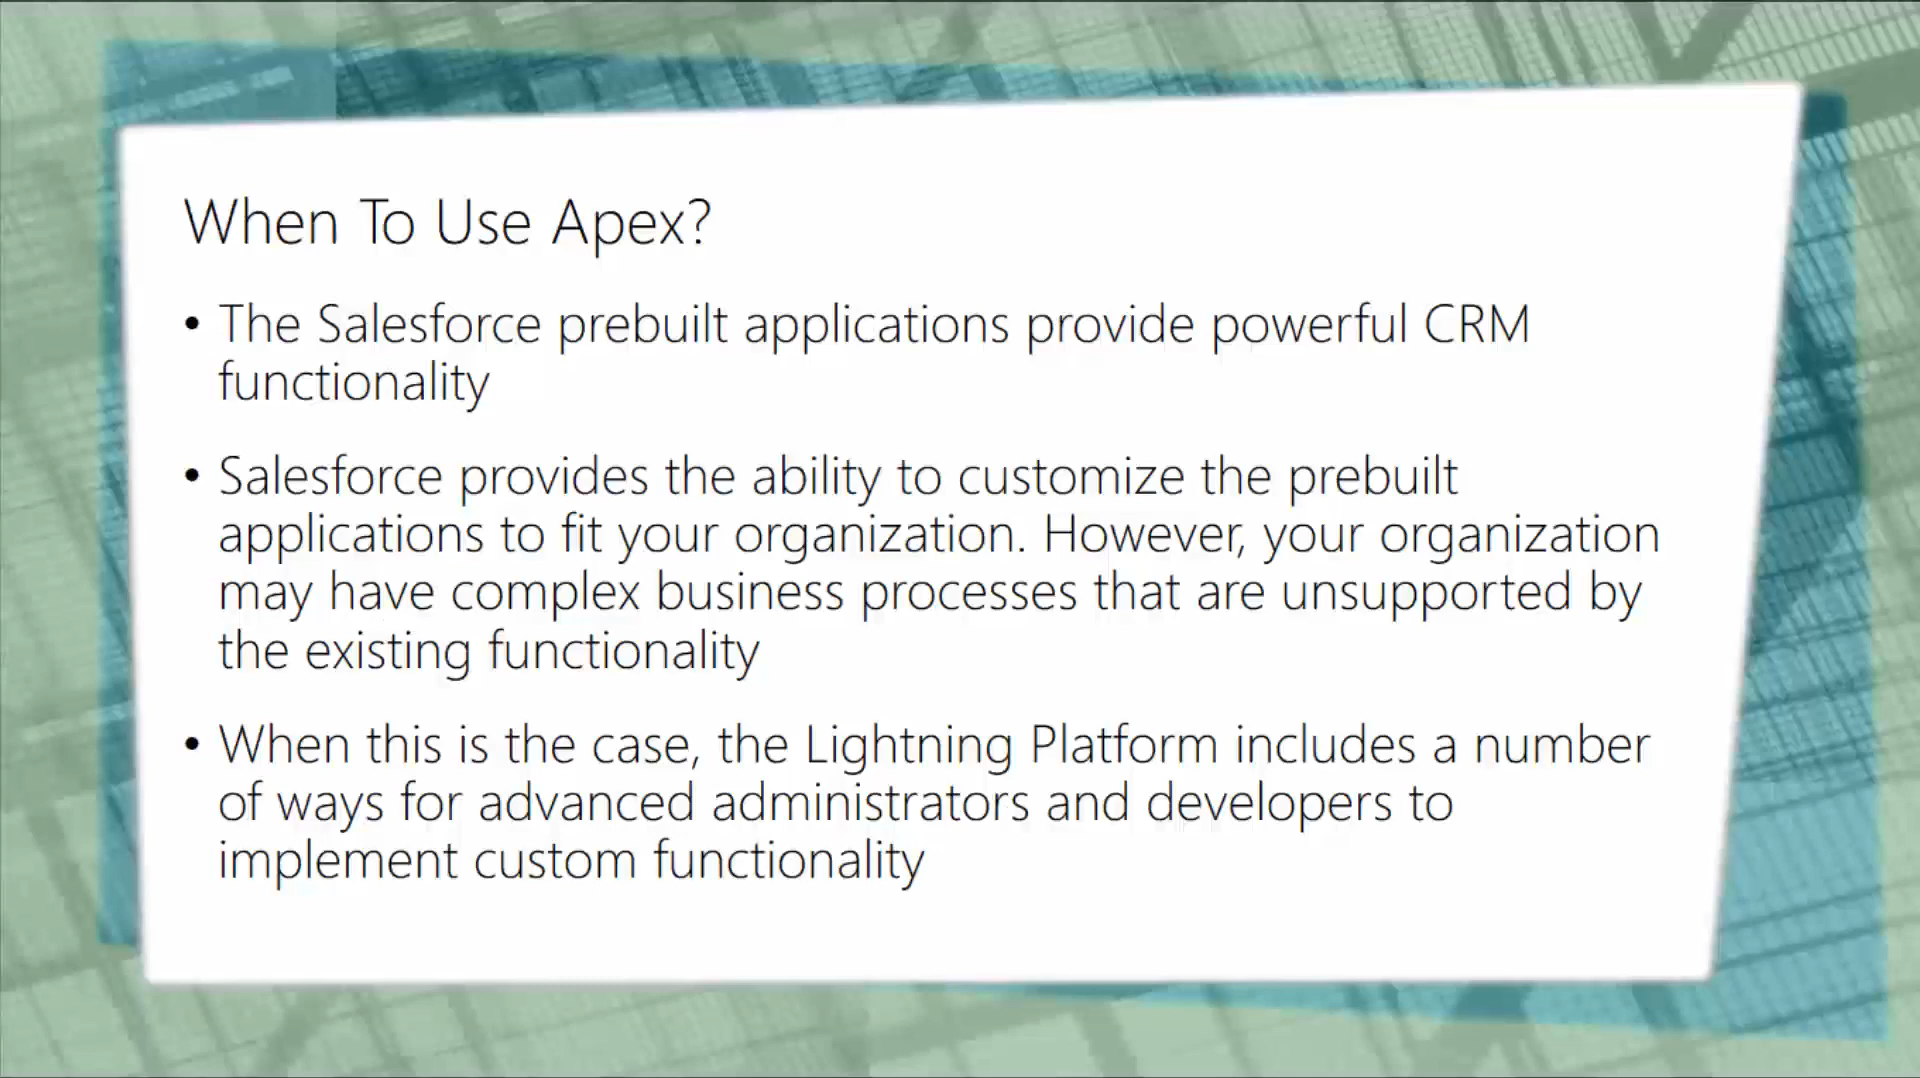 When To Use Apex?
• The Salesforce prebuilt applications provide powerful CRM
functionality
• Salesforce provides the ability to customize the prebuilt
applications to fit your organization. However, your organization
may have complex business processes that are unsupported by
the existing functionality
• When this is the case, the Lightning Platform includes a number
of ways for advanced administrators and developers to
implement custom functionality